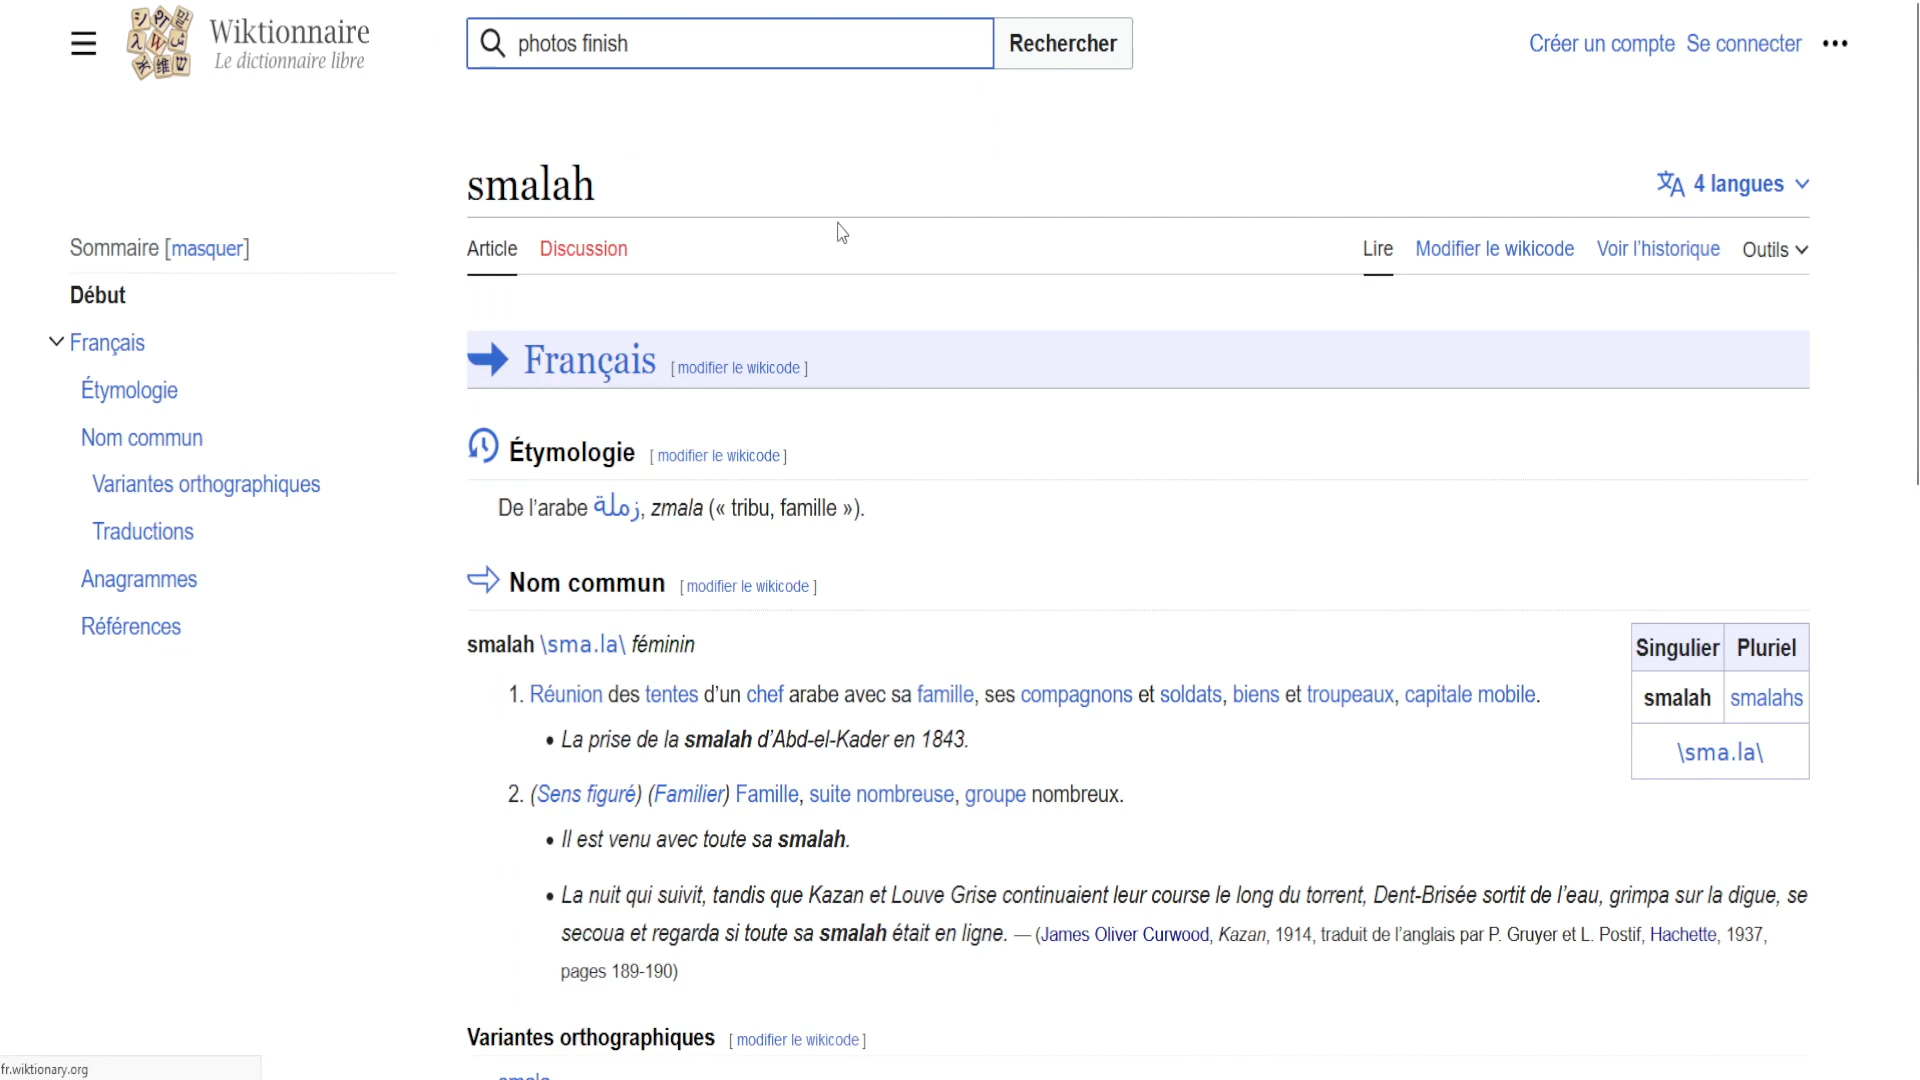 Wiktionnaire
Le dictionnaire libre
photos finish
Rechercher
Créer un compte
Se connecter
smalah
4 langues
Article
Discussion
Lire
Modifier le wikicode
Voir l’historique
Outils
Sommaire [masquer]
Début
Français
Étymologie
Nom commun
Variantes orthographiques
Traductions
Anagrammes
Références
Français [ modifier le wikicode ]
Étymologie [ modifier le wikicode ]
De l’arabe زملة, zmala (« tribu, famille »).
Nom commun [ modifier le wikicode ]
smalah \sma.la\ féminin
Singulier Pluriel
smalah smalahs
\sma.la\
1. Réunion des tentes d’un chef arabe avec sa famille, ses compagnons et soldats, biens et troupeaux, capitale mobile.
• La prise de la smalah d’Abd-el-Kader en 1843.
2. (Sens figuré) (Familier) Famille, suite nombreuse, groupe nombreux.
• Il est venu avec toute sa smalah.
• La nuit qui suivit, tandis que Kazan et Louve Grise continuaient leur course le long du torrent, Dent-Brisée sortit de l’eau, grimpa sur la digue, se
secoua et regarda si toute sa smalah était en ligne. — (James Oliver Curwood, Kazan, 1914, traduit de l’anglais par P. Gruyer et L. Postif, Hachette, 1937,
pages 189-190)
Variantes orthographiques [ modifier le wikicode ]
fr.wiktionary.org